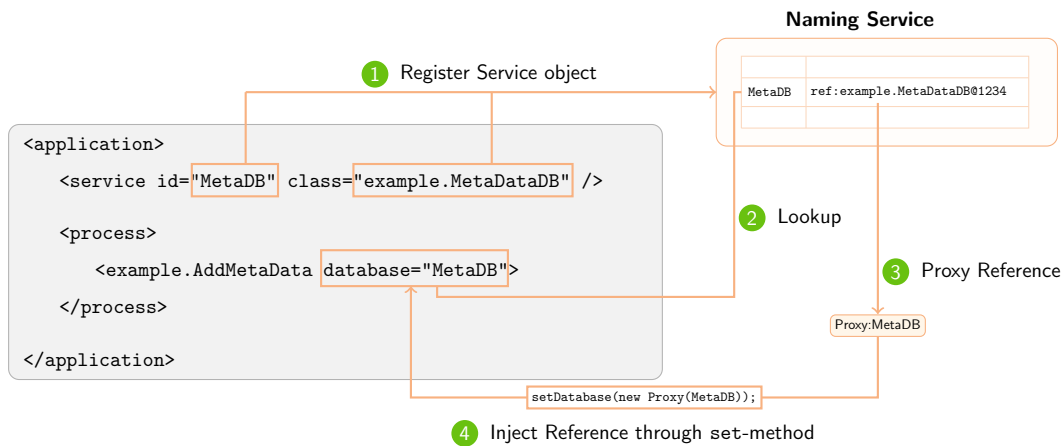 Naming Service
1 Register Service object
MetaDB ref:example.MetaDataDB@1234
<application>
<service id="MetaDB" class="example.MetaDataDB" />
2 Lookup
<process>
<example.AddMetaData database="MetaDB">
3 Proxy Reference
</process>
Proxy:MetaDB
</application>
setDatabase(new Proxy(MetaDB));
4 Inject Reference through set-method